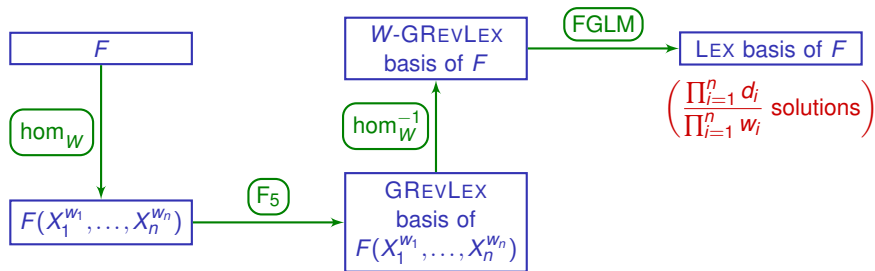 F
hom_W
F(X_1^{w_1},...,X_n^{w_n})
F_5
GREVLEX
basis of
F(X_1^{w_1},...,X_n^{w_n})
hom_W^{-1}
W-GREVLEX
basis of F
FGLM
LEX basis of F
(\frac{∏_{i=1}^n d_i}{∏_{i=1}^n w_i} solutions)